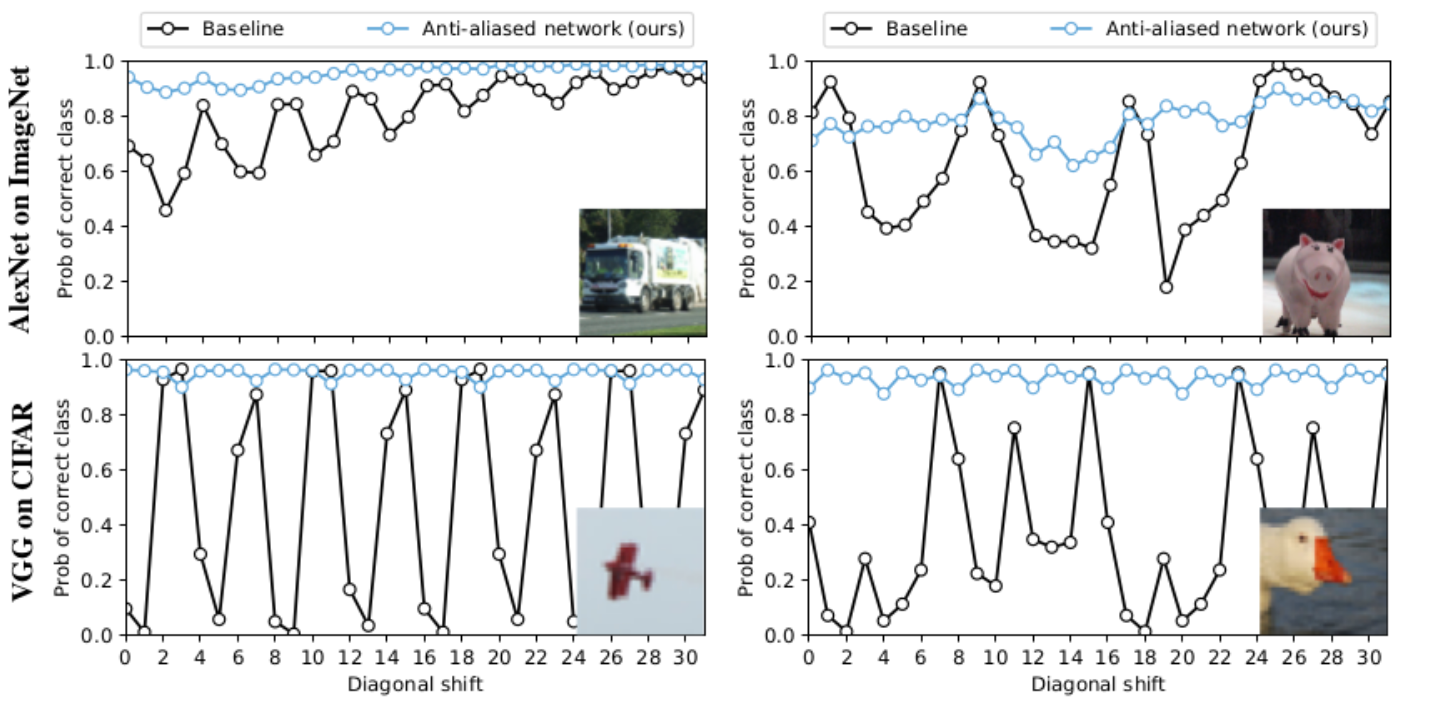 Baseline Anti-aliased network (ours)
Baseline Anti-aliased network (ours)
AlexNet on ImageNet
Prob of correct class
1.0
0.8
0.6
0.4
0.2
0.0
Prob of correct class
1.0
0.8
0.6
0.4
0.2
0.0
VGG on CIFAR
Prob of correct class
1.0
0.8
0.6
0.4
0.2
0.0
0 2 4 6 8 10 12 14 16 18 20 22 24 26 28 30
Diagonal shift
Prob of correct class
1.0
0.8
0.6
0.4
0.2
0.0
0 2 4 6 8 10 12 14 16 18 20 22 24 26 28 30
Diagonal shift